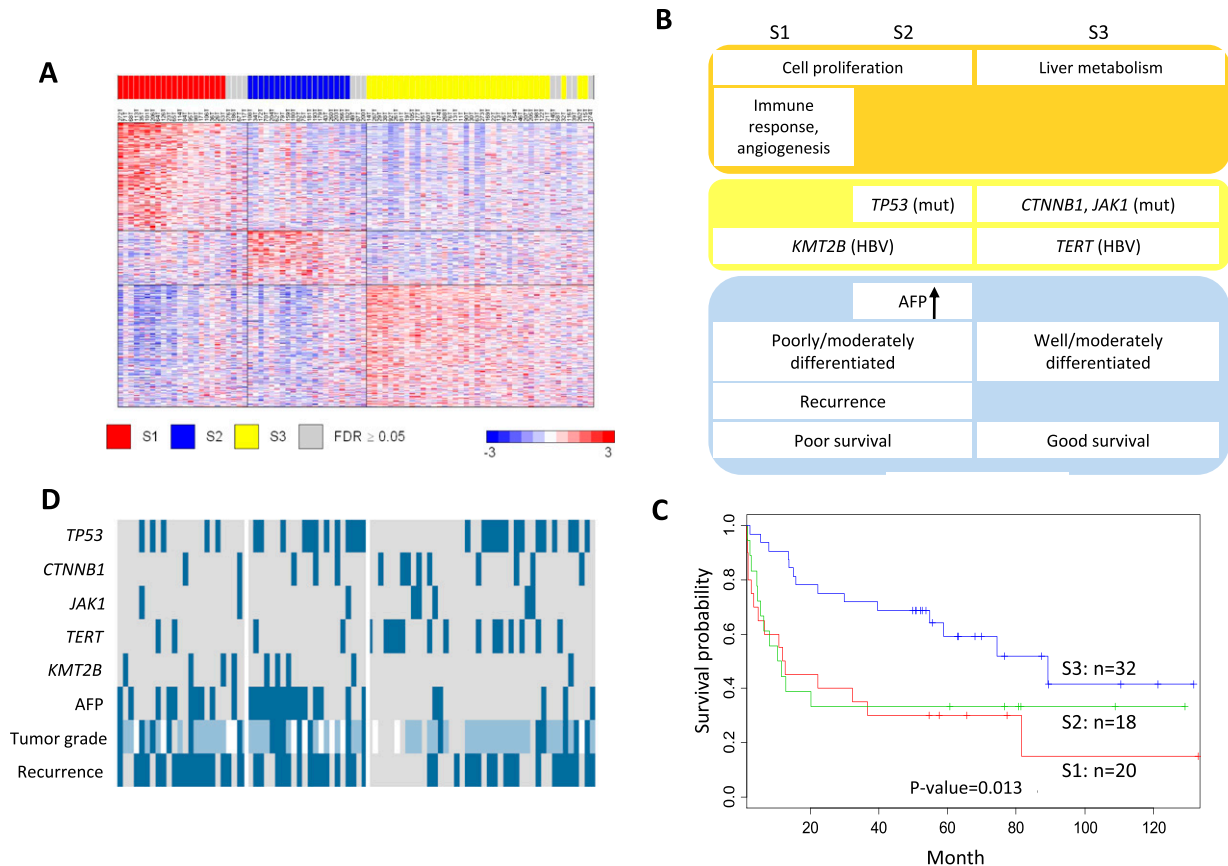 A
S1 S2 S3 FDR ≥ 0.05
-3 3
B
S1 S2 S3
Cell proliferation Liver metabolism
Immune
response,
angiogenesis
TP53 (mut) CTNNB1, JAK1 (mut)
KMT2B (HBV) TERT (HBV)
AFP
Poorly/moderately
differentiated
Well/moderately
differentiated
Recurrence
Poor survival Good survival
D
TP53
CTNNB1
JAK1
TERT
KMT2B
AFP
Tumor grade
Recurrence
C
Survival probability
1.0
0.8
0.6
0.4
0.2
0.0
S3: n=32
S2: n=18
S1: n=20
P-value=0.013
20 40 60 80 100 120
Month